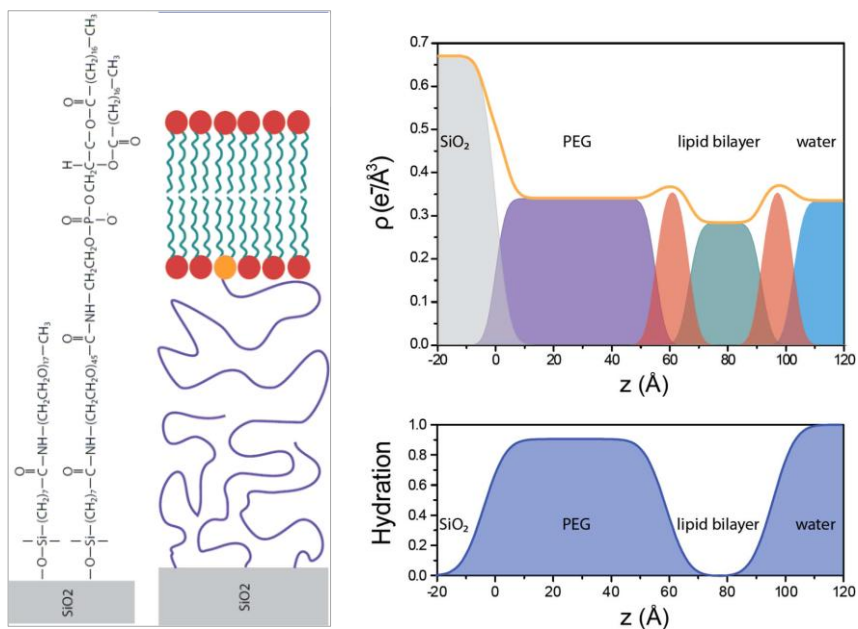 O
—O—Si—(CH₂)₇—C—NH—(CH₂CH₂O)₁₇—CH₃
O O O O
—O—Si—(CH₂)₇—C—NH—(CH₂CH₂O)₄₅—C—NH—CH₂CH₂O—P—OCH₂C—C—O—C—(CH₂)₁₆—CH₃
O⁻
H
O—C—(CH₂)₁₆—CH₃
O
SiO2
SiO2
0.7
0.6
0.5
0.3
0.2
0.1
0.0
ρ (e⁻/Å³)
SiO₂
PEG
lipid bilayer
water
-20 0 20 40 60 80 100 120
z (Å)
1.0
0.8
0.6
0.4
0.2
0.0
Hydration
SiO₂
PEG
lipid bilayer
water
-20 0 20 40 60 80 100 120
z (Å)